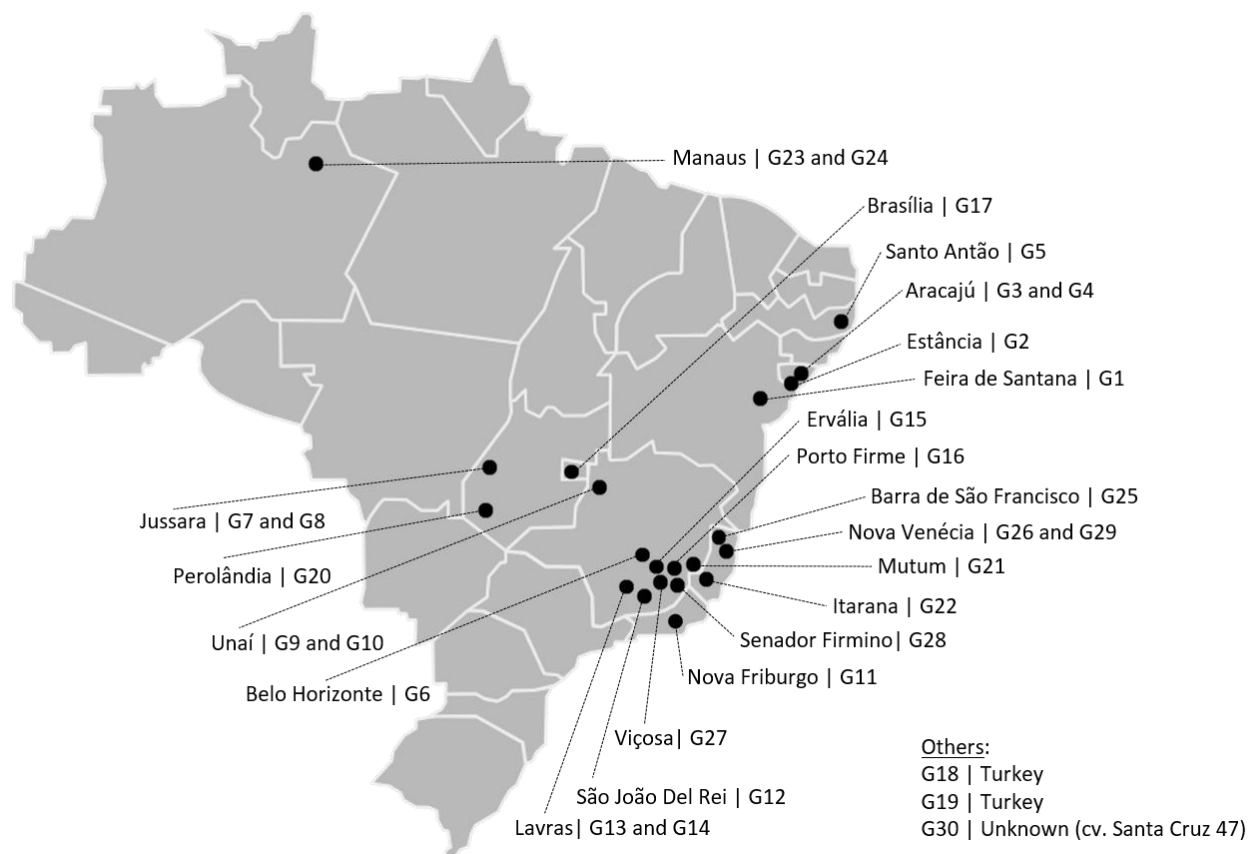 Manaus | G23 and G24
Brasília | G17
Santo Antão | G5
Aracajú | G3 and G4
Estância | G2
Feira de Santana | G1
Ervália | G15
Porto Firme | G16
Barra de São Francisco | G25
Jussara | G7 and G8
Nova Venécia | G26 and G29
Mutum | G21
Perolândia | G20
Itarana | G22
Unaí | G9 and G10
Senador Firmino| G28
Nova Friburgo | G11
Belo Horizonte | G6
Viçosa| G27
São João Del Rei | G12
Lavras| G13 and G14
Others:
G18 | Turkey
G19 | Turkey
G30 | Unknown (cv. Santa Cruz 47)